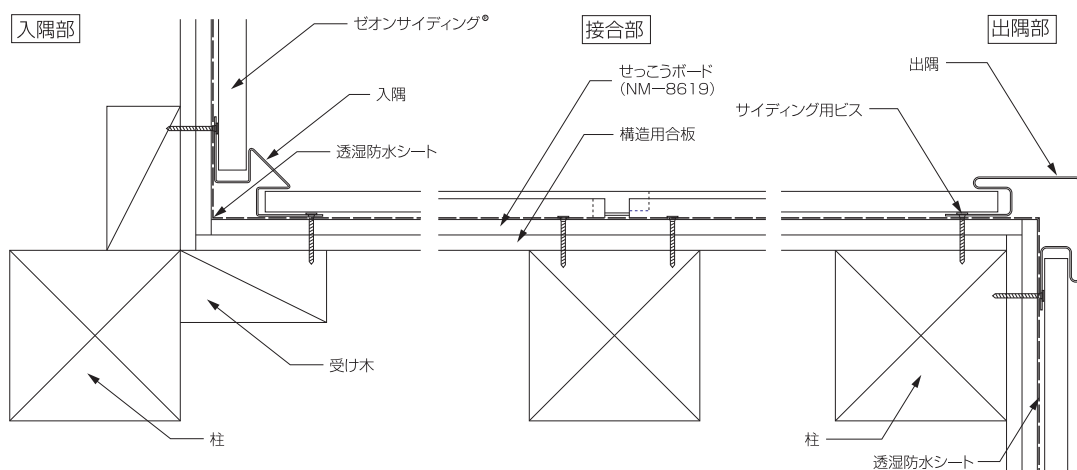 入隅部
ゼオンサイディング®
接合部
出隅部
せっこうボード
(NM−8619)
出隅
入隅
サイディング用ビス
構造用合板
透湿防水シート
受け木
柱
柱
透湿防水シート